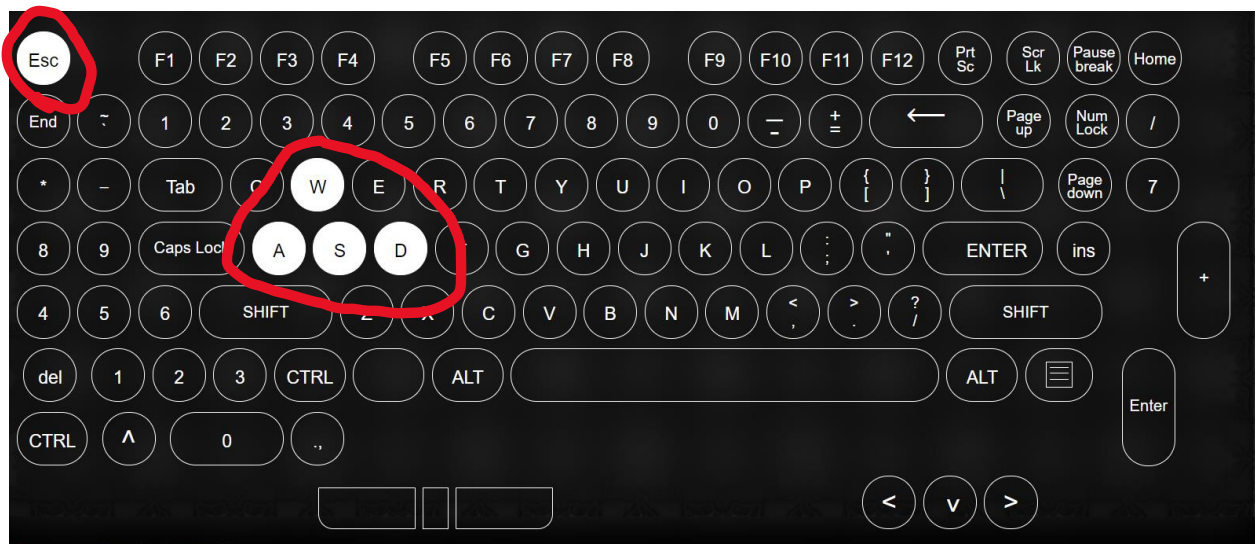 Esc F1 F2 F3 F4 F5 F6 F7 F8 F9 F10 F11 F12 Prt Sc Scr Lk Pause break Home
End ~ ` 1 2 3 4 5 6 7 8 9 0 — - + = ← Page up Num Lock /
* – Tab W E R T Y U I O P { [ } ] | \ Page down 7
8 9 Caps Lock A S D G H J K L : ; " ' ENTER ins
4 5 6 SHIFT Z X C V B N M < , > . ? / SHIFT +
del 1 2 3 CTRL ALT ALT Enter
CTRL ^ 0 .,
< v >